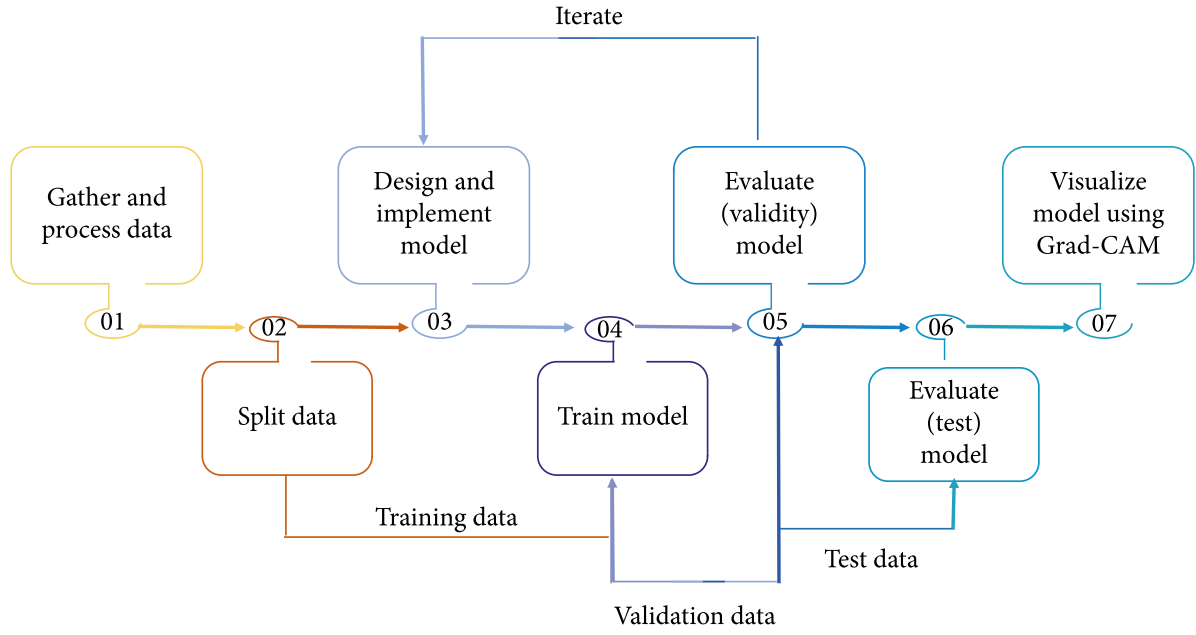 Iterate
Gather and
process data
Design and
implement
model
Evaluate
(validity)
model
Visualize
model using
Grad-CAM
01
02
03
04
05
06
07
Split data
Train model
Evaluate
(test)
model
Training data
Test data
Validation data